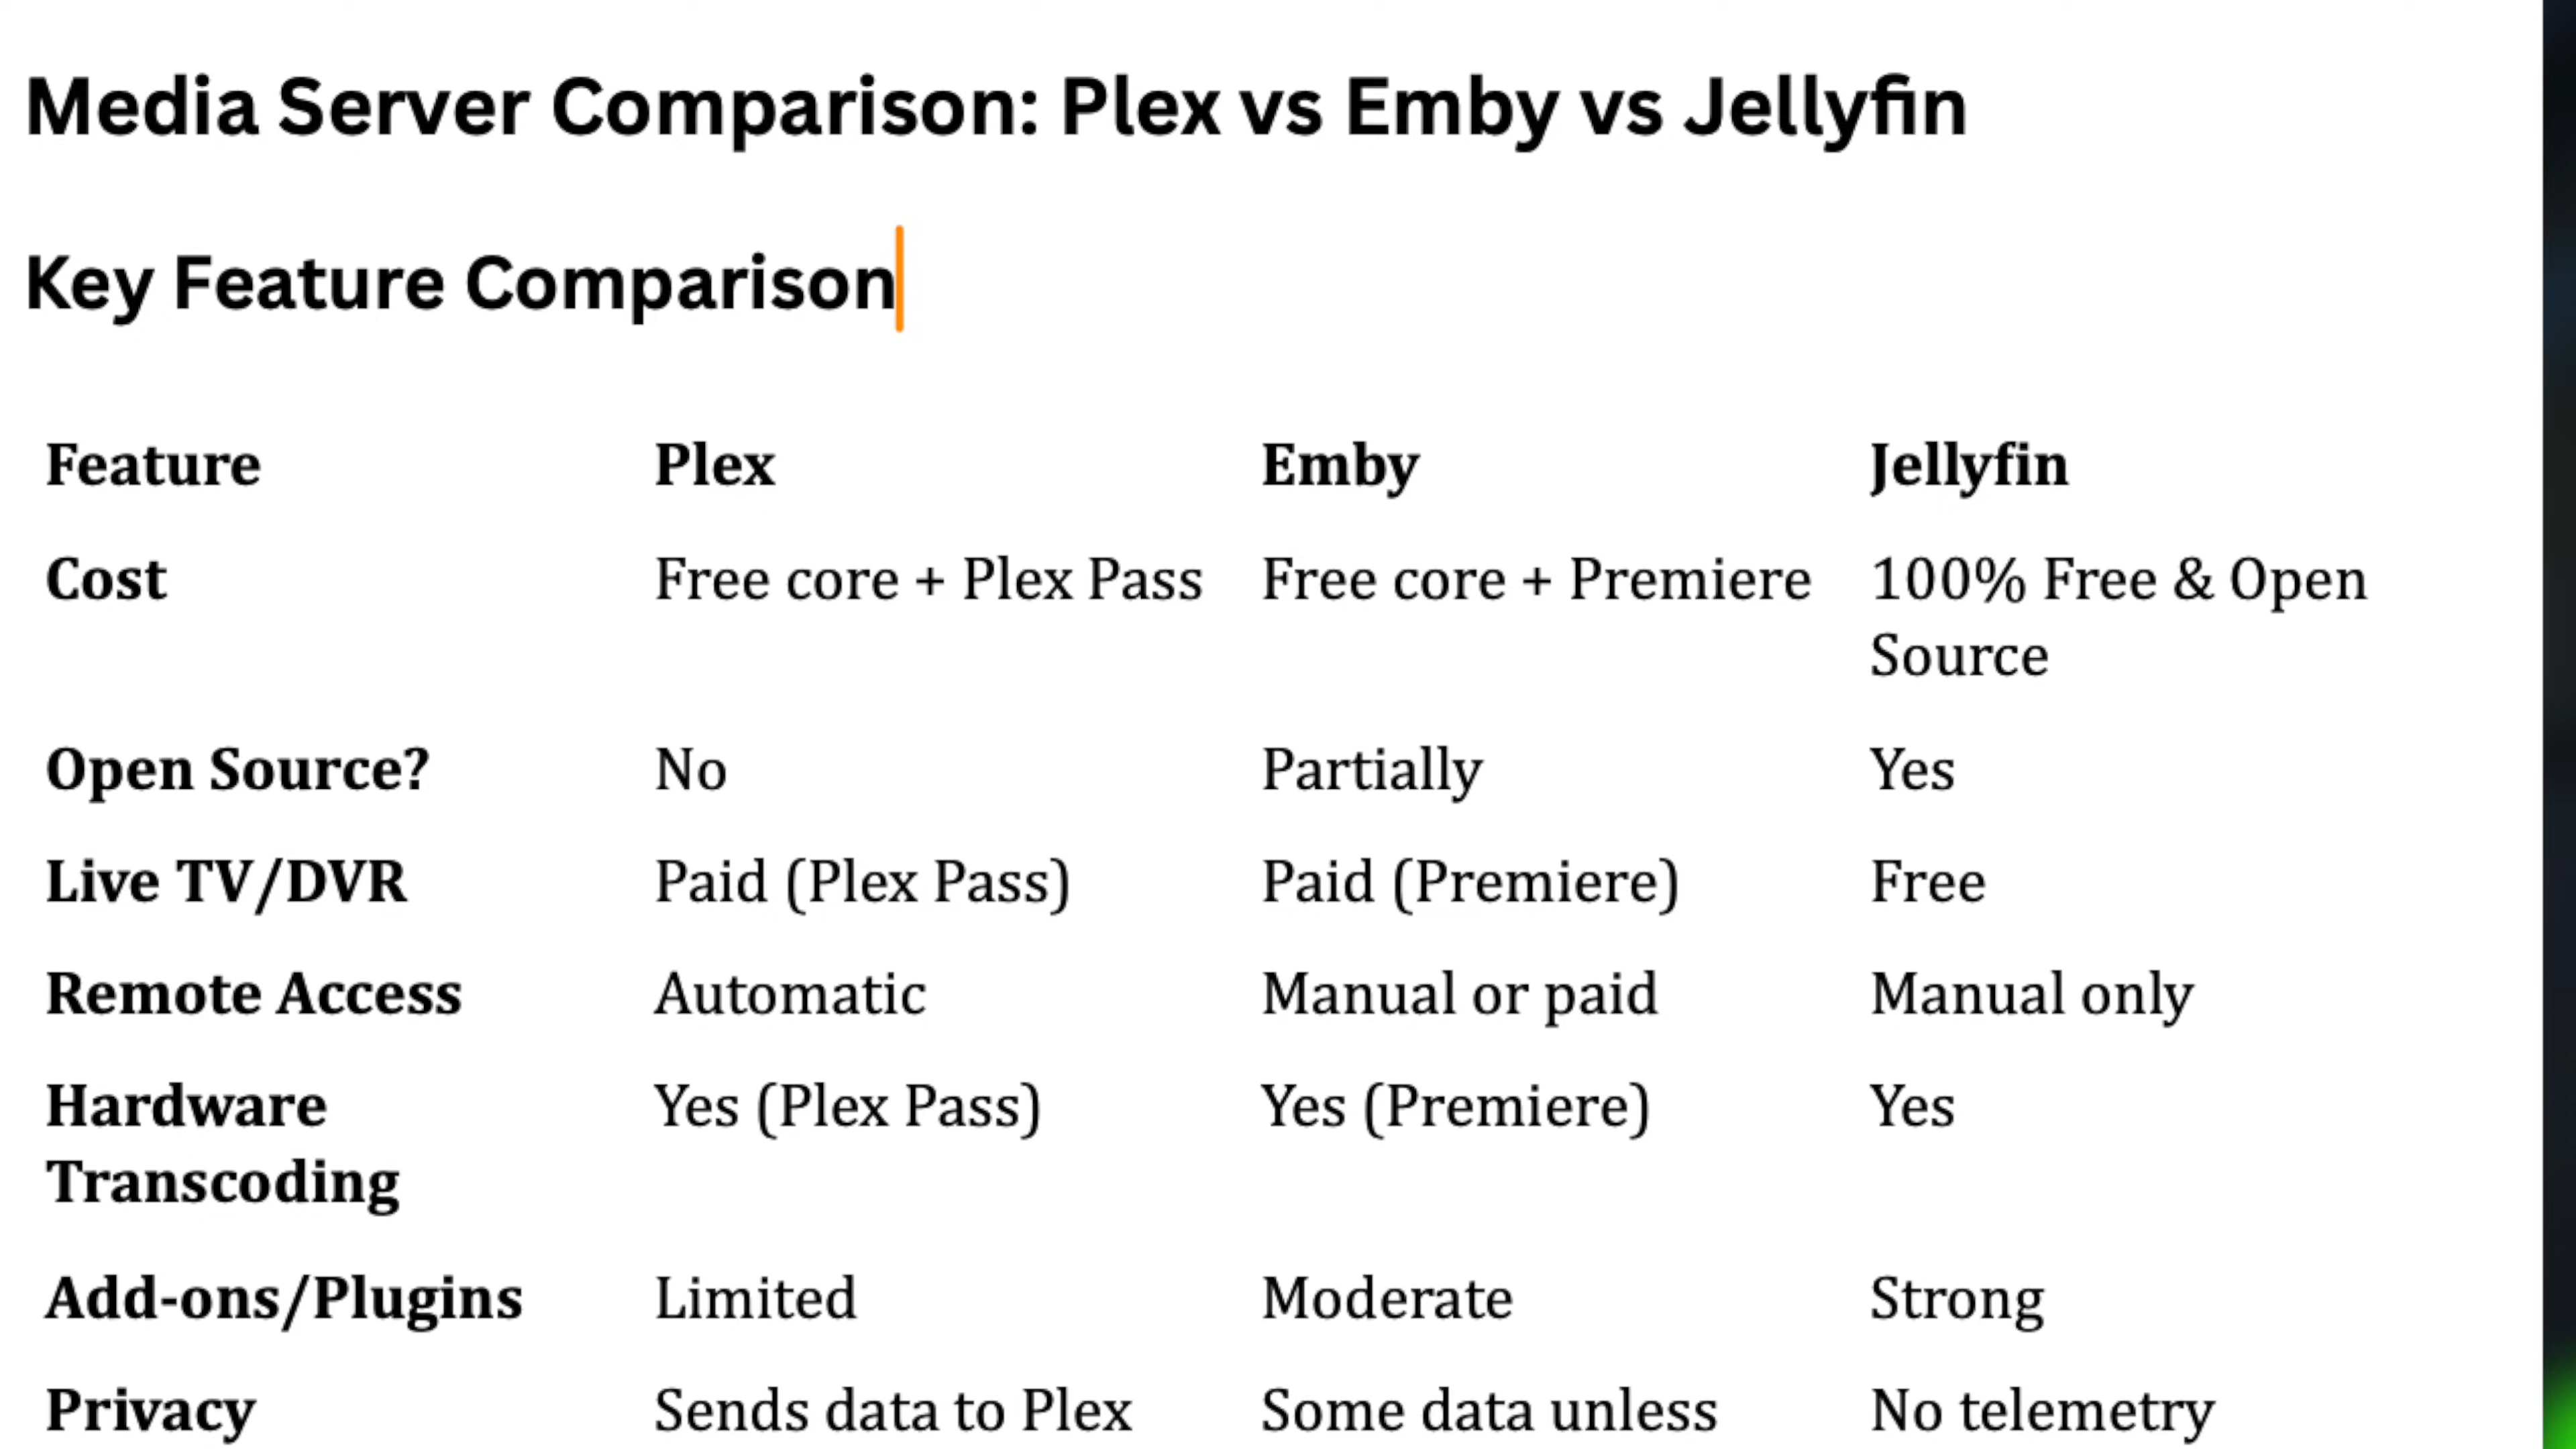 Media Server Comparison: Plex vs Emby vs Jellyfin
Key Feature Comparison
Feature Plex Emby Jellyfin
Cost Free core + Plex Pass Free core + Premiere 100% Free & Open
Source
Open Source? No Partially Yes
Live TV/DVR Paid (Plex Pass) Paid (Premiere) Free
Remote Access Automatic Manual or paid Manual only
Hardware Yes (Plex Pass) Yes (Premiere) Yes
Transcoding
Add-ons/Plugins Limited Moderate Strong
Privacy Sends data to Plex Some data unless No telemetry